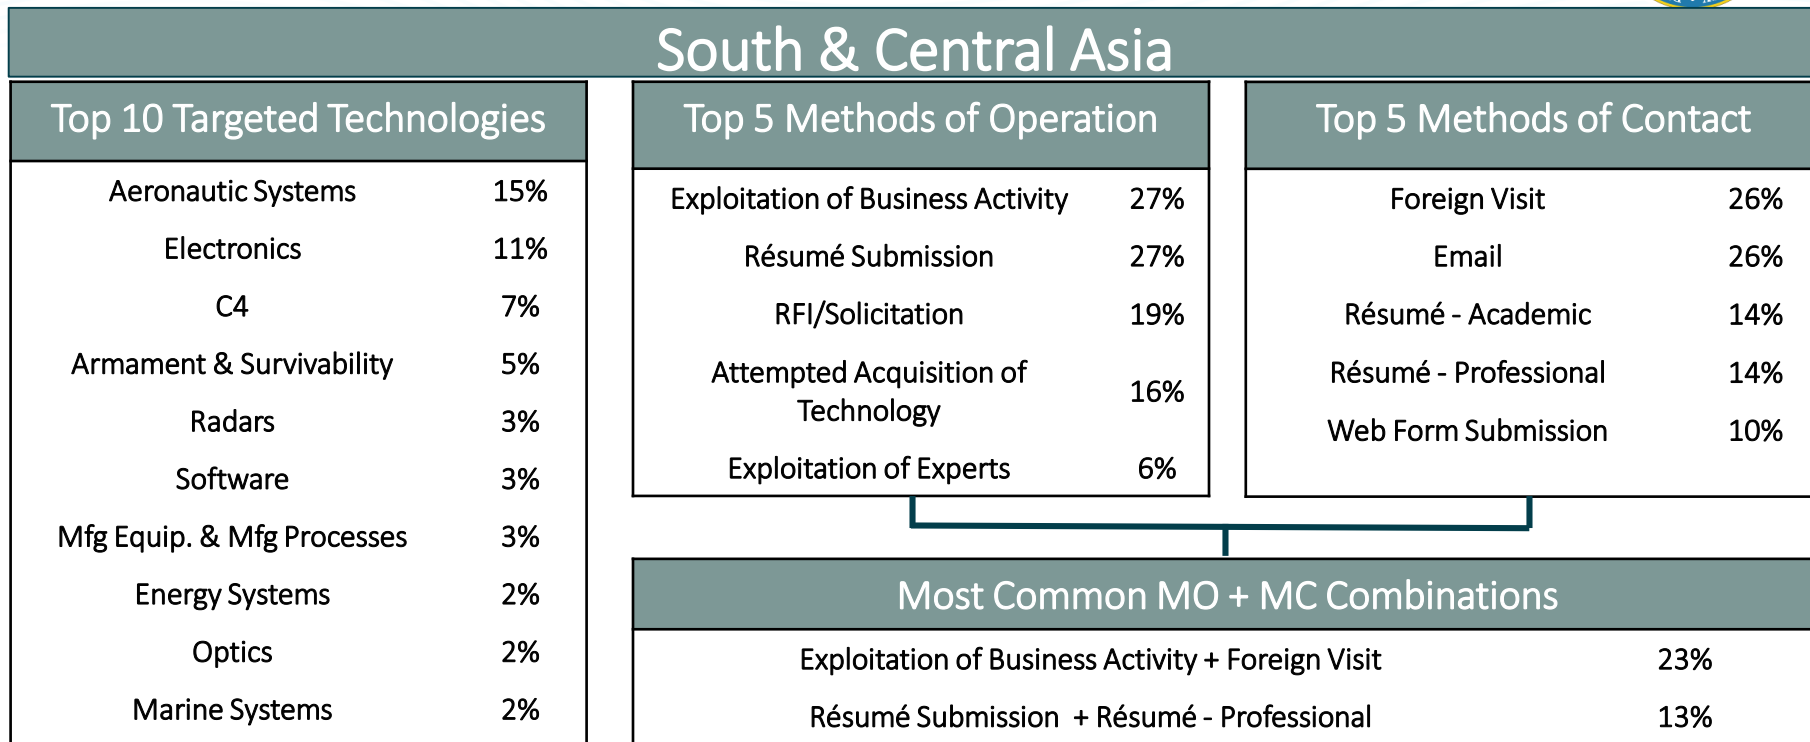 South & Central Asia
Top 10 Targeted Technologies
Aeronautic Systems 15%
Electronics 11%
C4 7%
Armament & Survivability 5%
Radars 3%
Software 3%
Mfg Equip. & Mfg Processes 3%
Energy Systems 2%
Optics 2%
Marine Systems 2%
Top 5 Methods of Operation
Exploitation of Business Activity 27%
Résumé Submission 27%
RFI/Solicitation 19%
Attempted Acquisition of
Technology 16%
Exploitation of Experts 6%
Top 5 Methods of Contact
Foreign Visit 26%
Email 26%
Résumé - Academic 14%
Résumé - Professional 14%
Web Form Submission 10%
Most Common MO + MC Combinations
Exploitation of Business Activity + Foreign Visit 23%
Résumé Submission + Résumé - Professional 13%